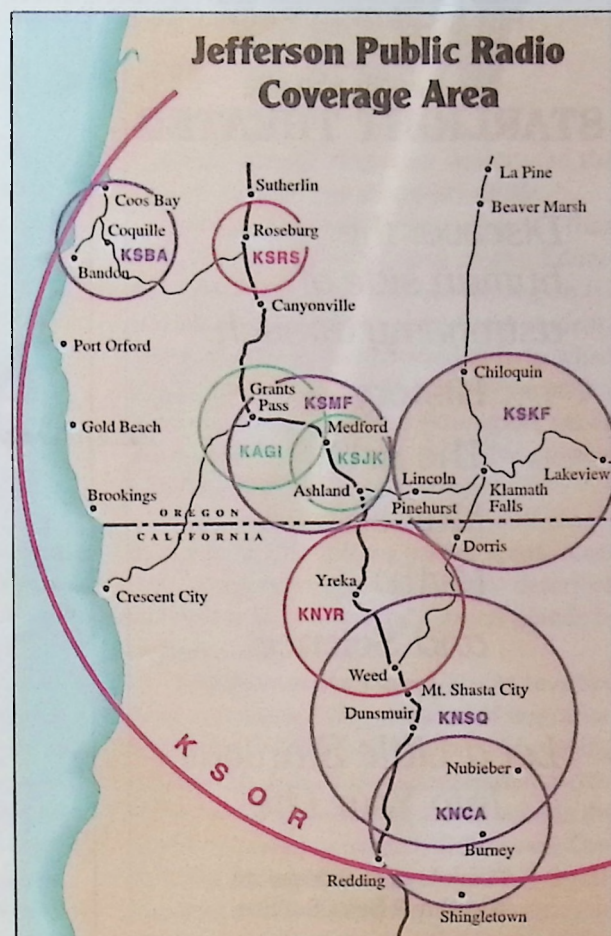 Jefferson Public Radio
Coverage Area
La Pine
Sutherlin
Coos Bay
Beaver Marsh
Coquille
Roseburg
KSBA
KSRS
Bandon
Canyonville
Port Orford
Chiloquin
Grants
Pass
KSMF
KSKF
Gold Beach
Medford
KAGI
KSJK
Lakeview
Lincoln
Ashland
Klamath
Falls
Pinehurst
Brookings
OREGON
CALIFORNIA
Dorris
Yreka
Crescent City
KNYR
Weed
Mt. Shasta City
Dunsmuir
KNSQ
KSOR
Nubieber
KNCA
Burney
Redding
Shingletown